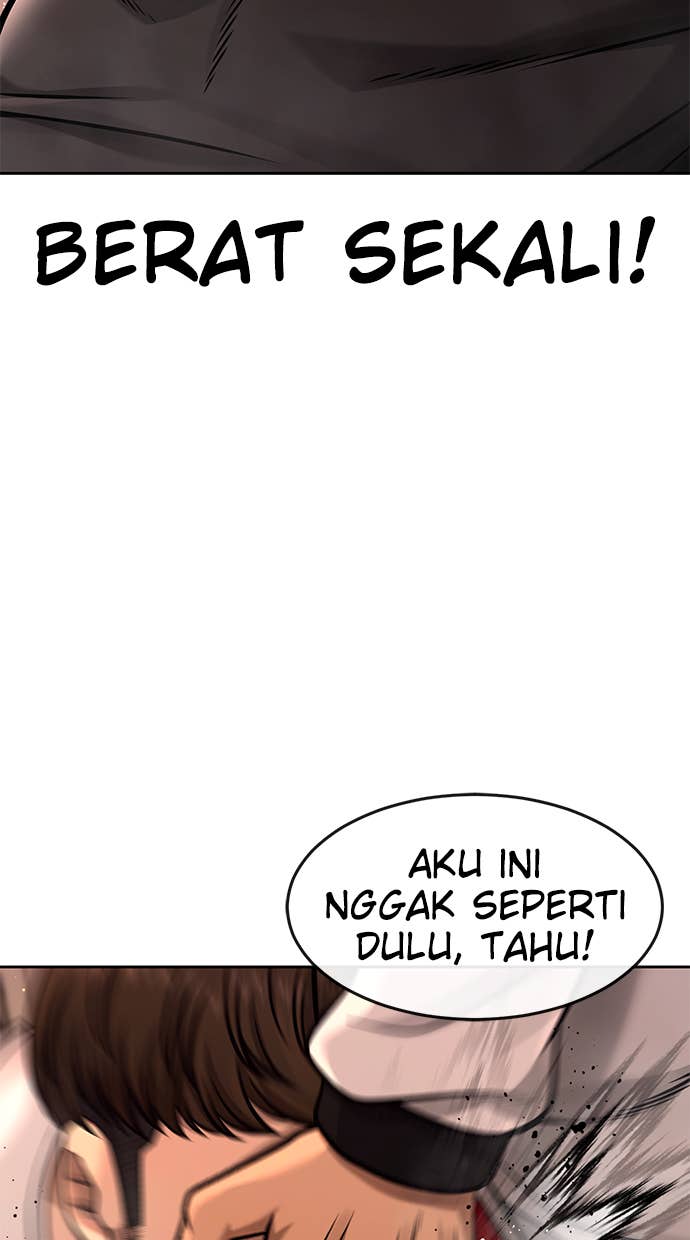 BERAT SEKALI!
AKU INI
NGGAK SEPERTI
DULU, TAHU!